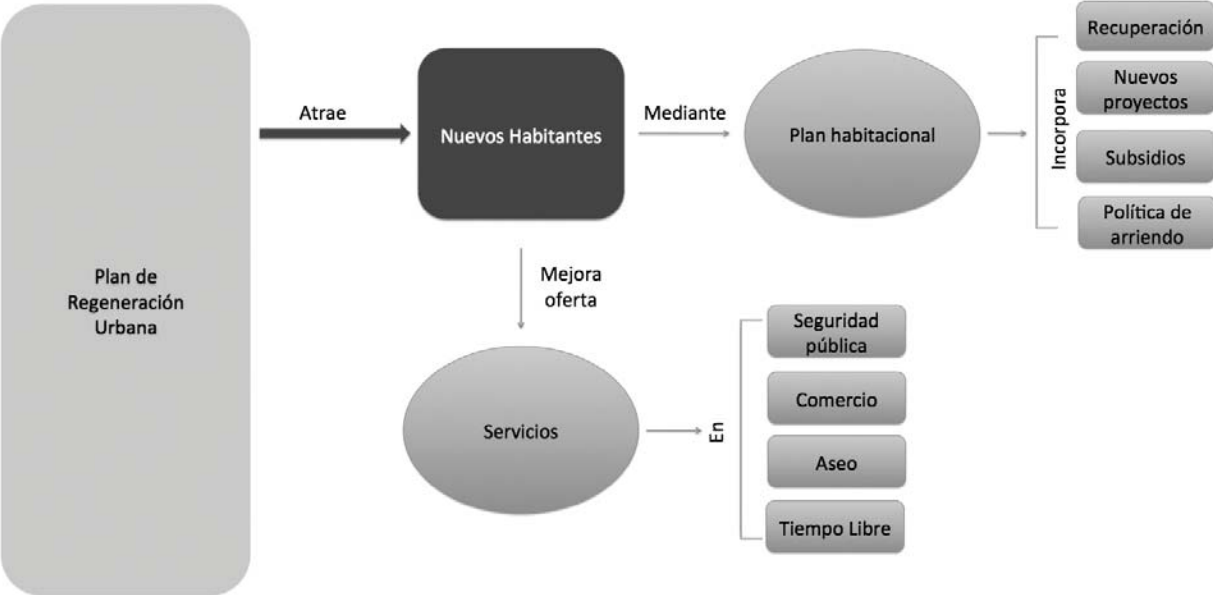 Plan de
Regeneración
Urbana
Atrae
Nuevos Habitantes
Mediante
Plan habitacional
Incorpora
Recuperación
Nuevos
proyectos
Subsidios
Política de
arriendo
Mejora
oferta
Servicios
En
Seguridad
pública
Comercio
Aseo
Tiempo Libre